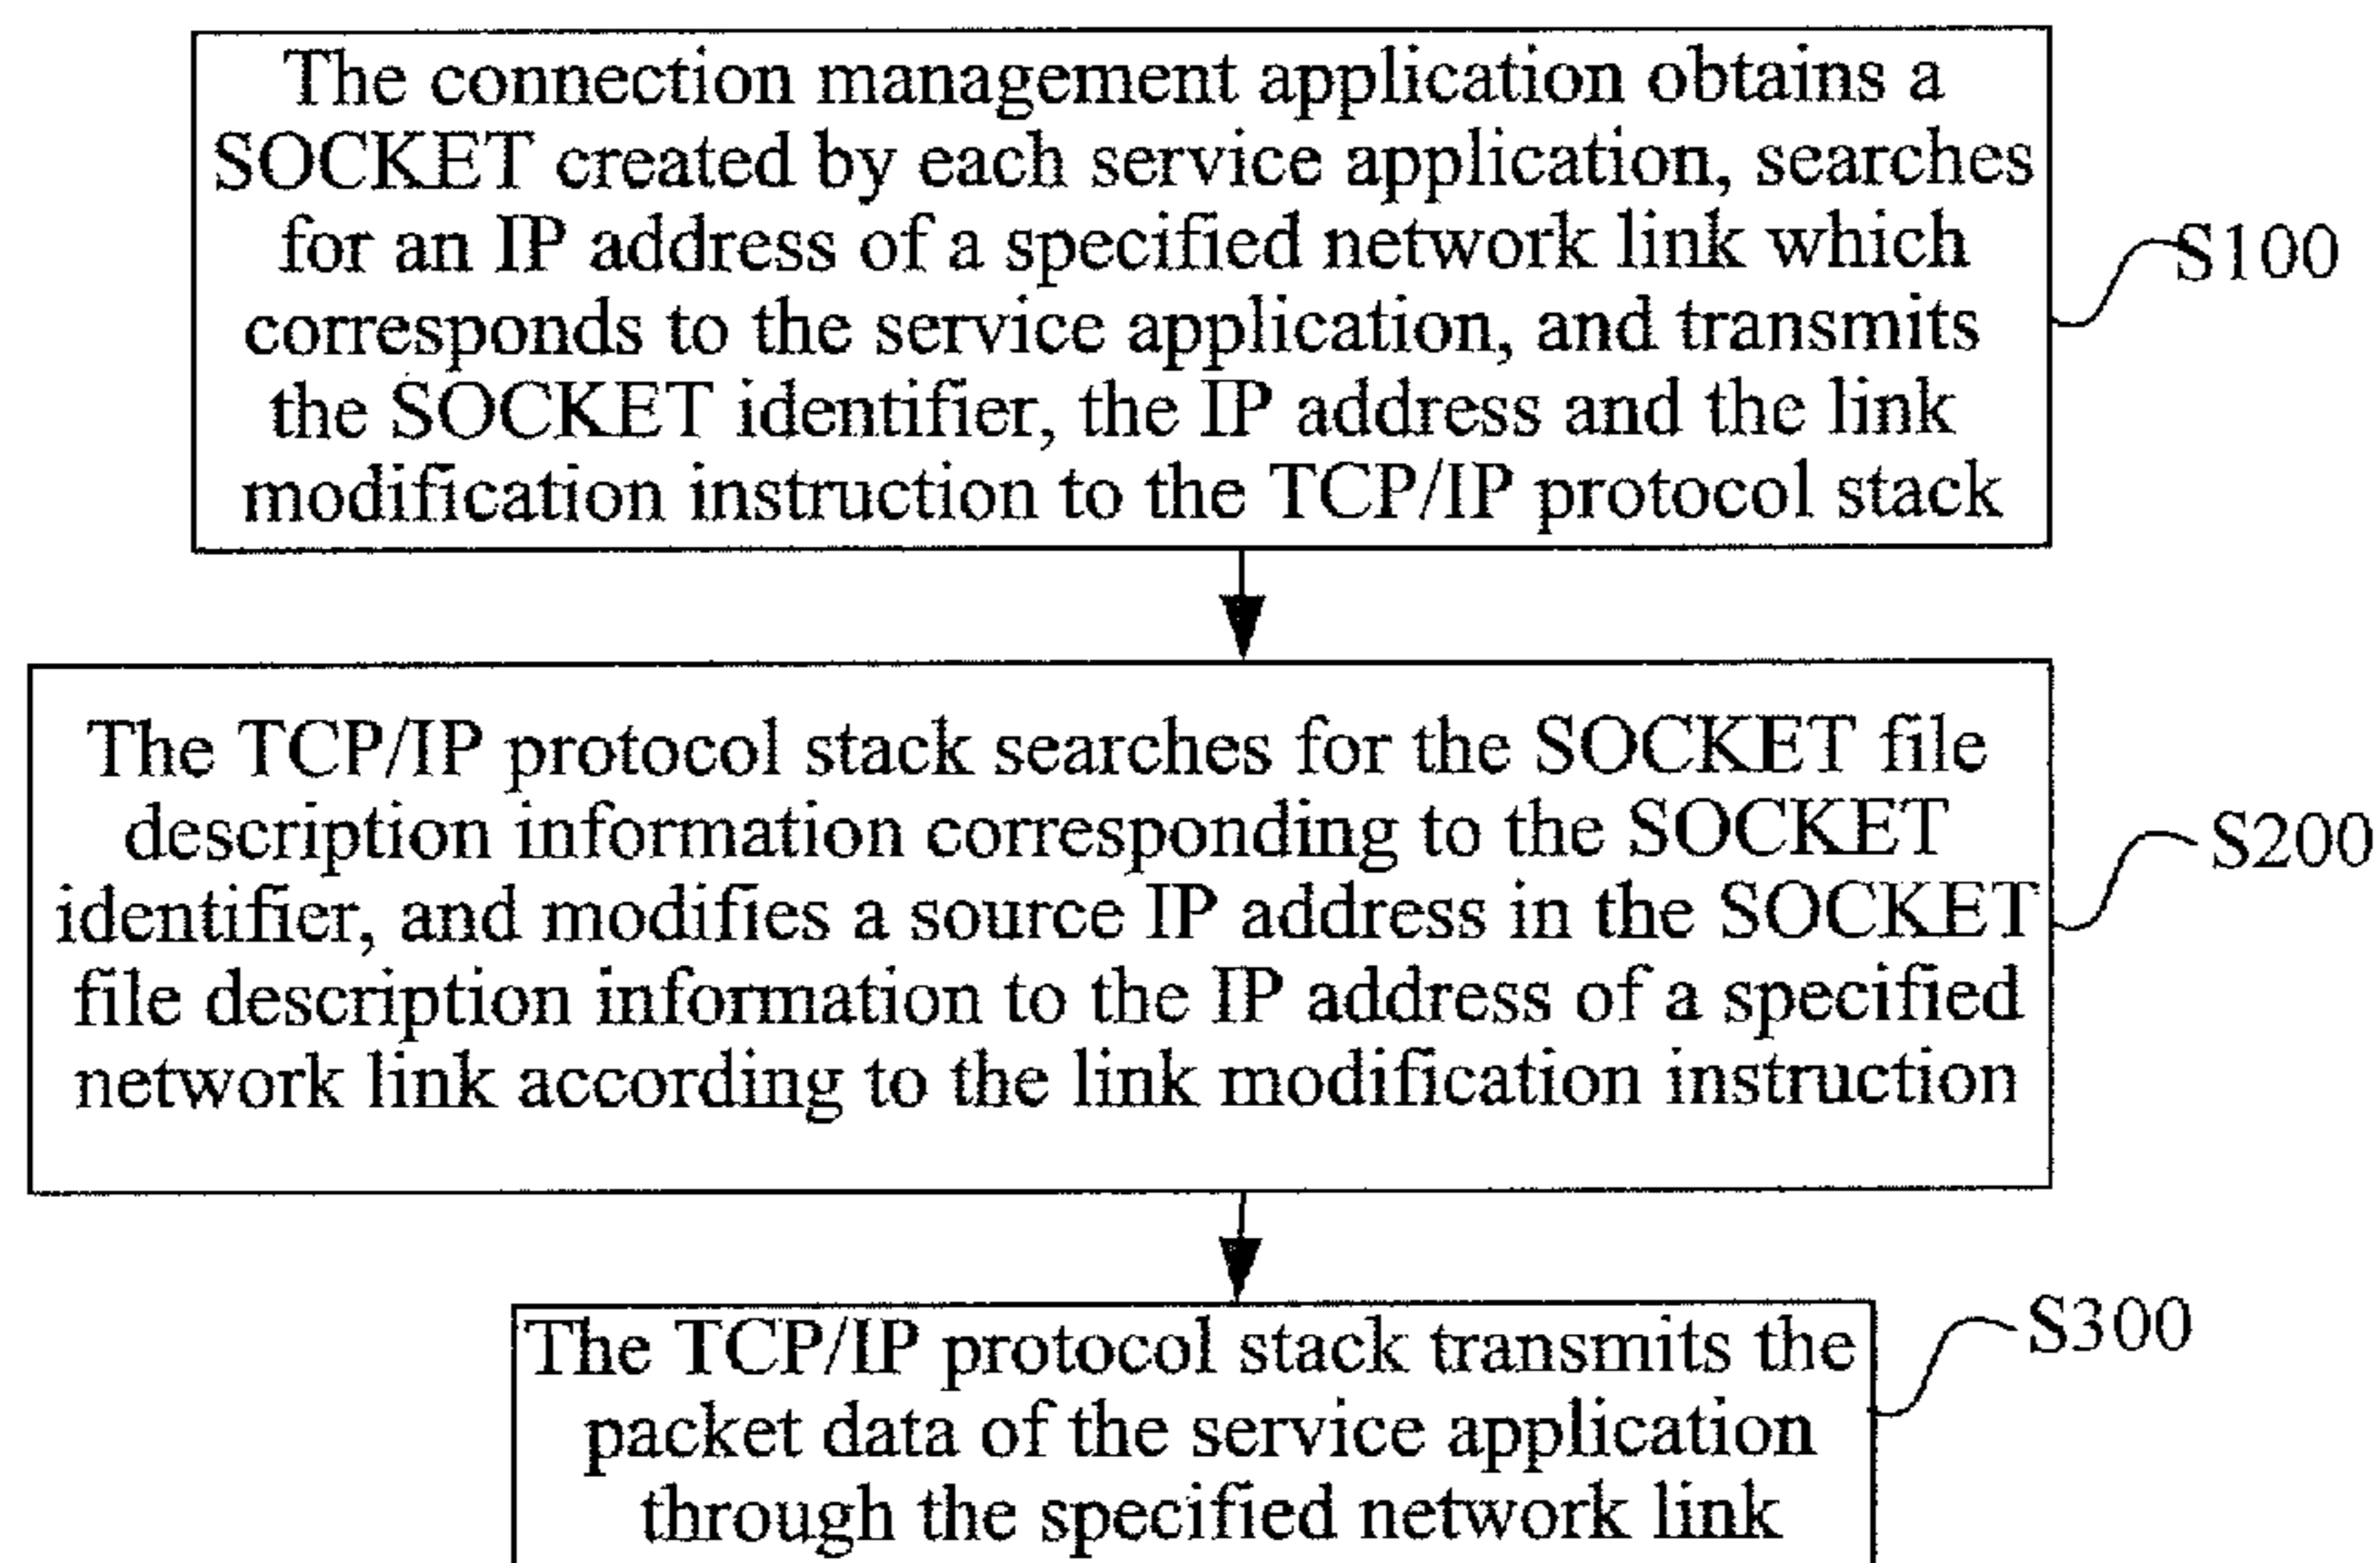 The connection management application obtains a
SOCKET created by each service application, searches
for an IP address of a specified network link which
corresponds to the service application, and transmits
the SOCKET identifier, the IP address and the link
modification instruction to the TCP/IP protocol stack
S100
The TCP/IP protocol stack searches for the SOCKET file
description information corresponding to the SOCKET
identifier, and modifies a source IP address in the SOCKET
file description information to the IP address of a specified
network link according to the link modification instruction
S200
The TCP/IP protocol stack transmits the
packet data of the service application
through the specified network link
S300